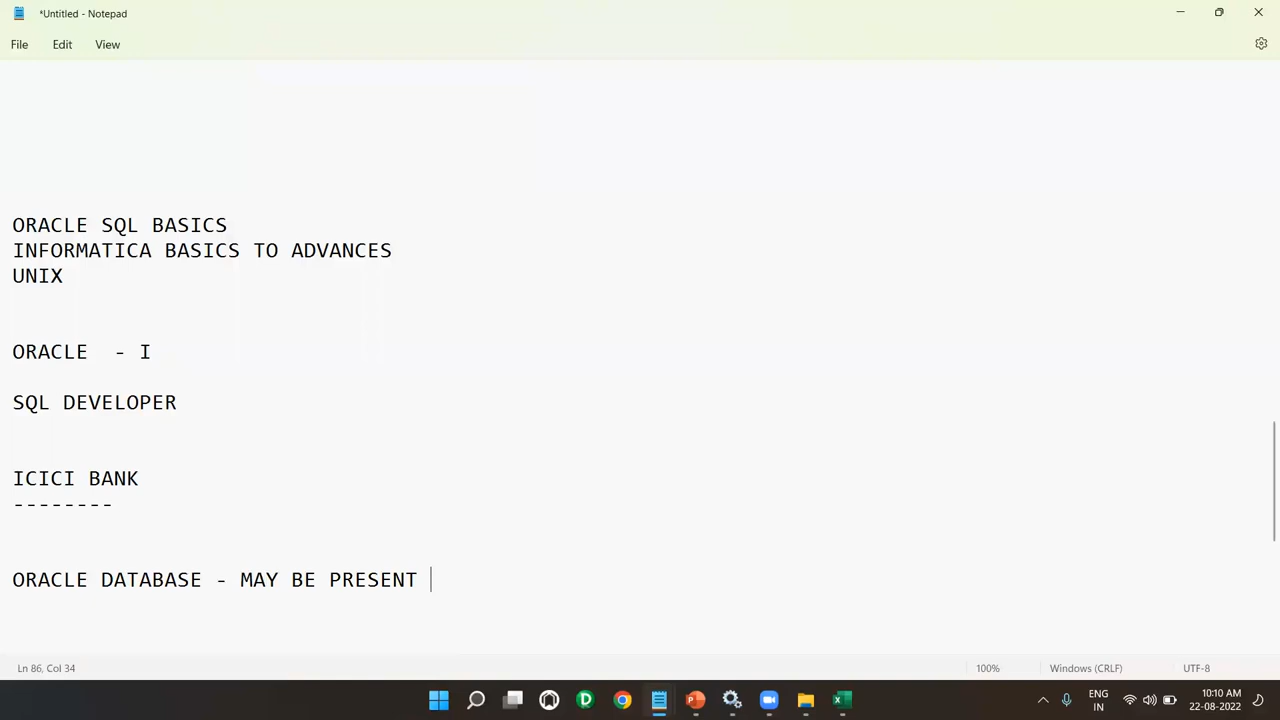 *Untitled - Notepad
File Edit View
ORACLE SQL BASICS
INFORMATICA BASICS TO ADVANCES
UNIX
ORACLE  - I
SQL DEVELOPER
ICICI BANK
--------
ORACLE DATABASE - MAY BE PRESENT
Ln 86, Col 34 100% Windows (CRLF) UTF-8
ENG 10:10 AM
IN 22-08-2022